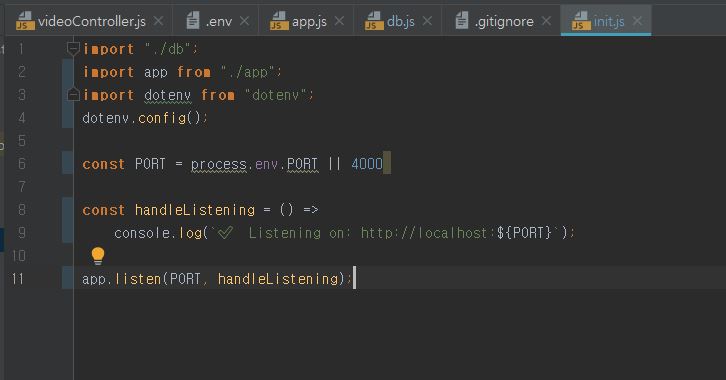 videoController.js .env app.js db.js .gitignore init.js
1 import "./db";
2 import app from "./app";
3 import dotenv from "dotenv";
4 dotenv.config();
5
6 const PORT = process.env.PORT || 4000
7
8 const handleListening = () =>
9 console.log(`✅ Listening on: http://localhost:${PORT}`);
10
11 app.listen(PORT, handleListening);